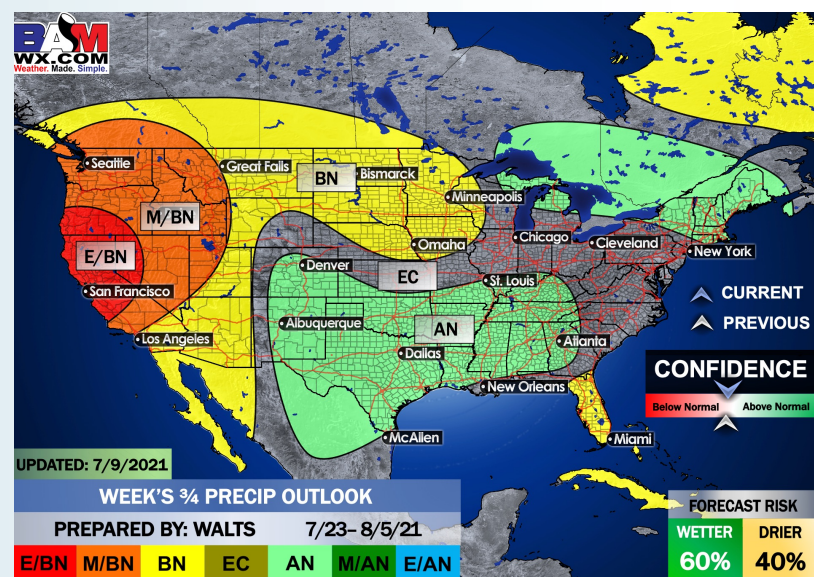 BAM
WX.COM
Weather. Made. Simple.
Seattle
Great Falls
BN
Bismarck
M/BN
Minneapolis
E/BN
Omaha
Chicago
Cleveland
New York
Denver
EC
San Francisco
St. Louis
CURRENT
Albuquerque
AN
PREVIOUS
Los Angeles
Dallas
Atlanta
CONFIDENCE
New Orleans
Below Normal
Above Normal
McAllen
Miami
UPDATED: 7/9/2021
WEEK'S ¾ PRECIP OUTLOOK
PREPARED BY: WALTS 7/23– 8/5/21
E/BN M/BN BN EC AN M/AN E/AN
FORECAST RISK
WETTER DRIER
60% 40%